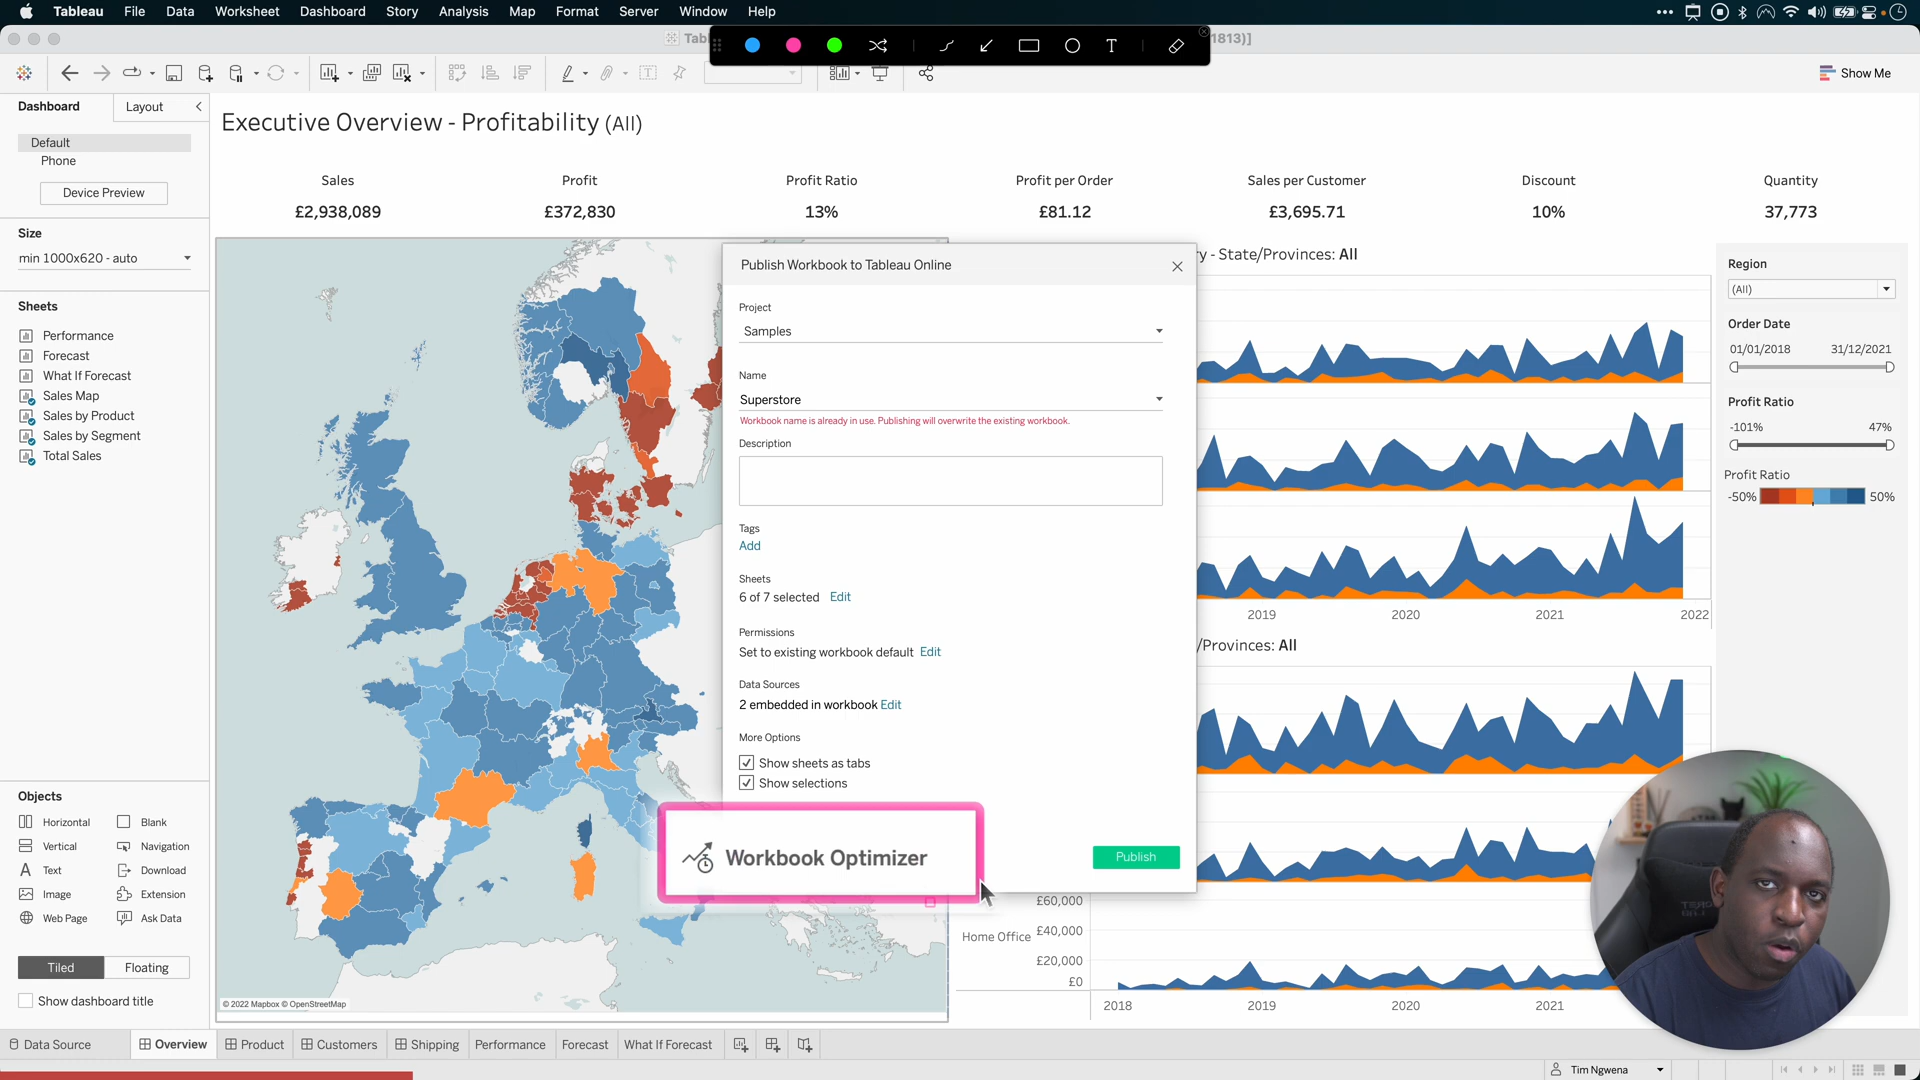 Tableau File Data Worksheet Dashboard Story Analysis Map Format Server Window Help
1813)]
Show Me
Dashboard
Layout
Default
Phone
Device Preview
Size
min 1000x620 - auto
Sheets
Performance
Forecast
What If Forecast
Sales Map
Sales by Product
Sales by Segment
Total Sales
Objects
Horizontal Blank
Vertical Navigation
Text Download
Image Extension
Web Page Ask Data
Tiled Floating
Show dashboard title
Executive Overview - Profitability (All)
Sales Profit Profit Ratio Profit per Order Sales per Customer Discount Quantity
£2,938,089 £372,830 13% £81.12 £3,695.71 10% 37,773
© 2022 Mapbox © OpenStreetMap
Publish Workbook to Tableau Online
Project
Samples
Name
Superstore
Workbook name is already in use. Publishing will overwrite the existing workbook.
Description
Tags
Add
Sheets
6 of 7 selected Edit
Permissions
Set to existing workbook default Edit
Data Sources
2 embedded in workbook Edit
More Options
Show sheets as tabs
Show selections
Workbook Optimizer
Publish
y - State/Provinces: All
2019 2020 2021 2022
/Provinces: All
£60,000
Home Office £40,000
£20,000
£0
2018 2019 2020 2021
Region
(All)
Order Date
01/01/2018 31/12/2021
Profit Ratio
-101% 47%
Profit Ratio
-50% 50%
Data Source Overview Product Customers Shipping Performance Forecast What If Forecast
Tim Ngwena